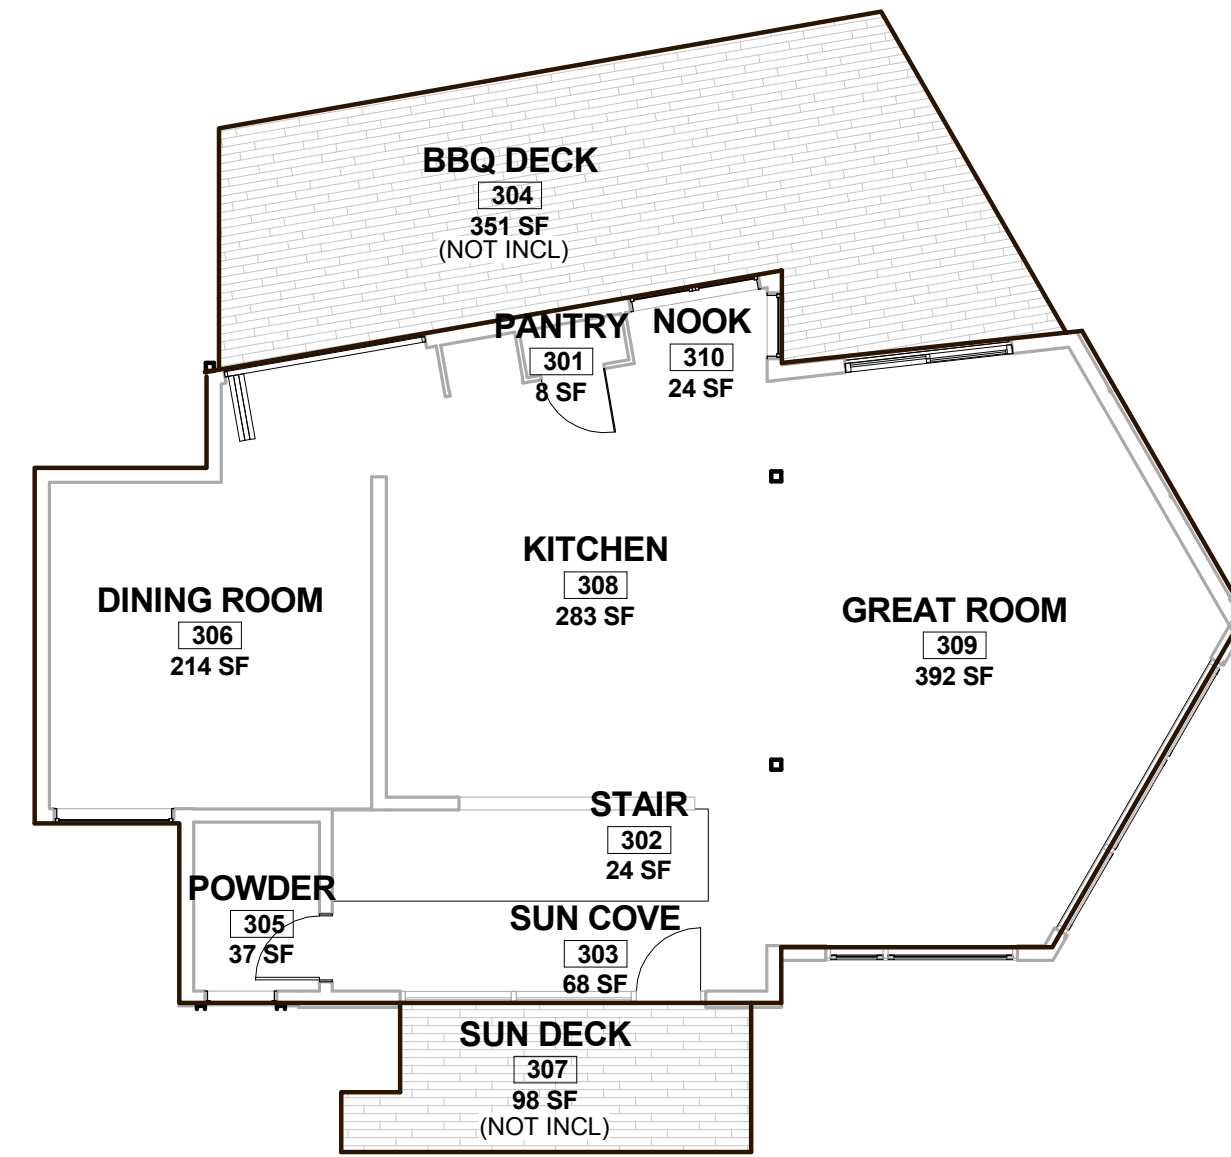 BBQ DECK
304
351 SF
(NOT INCL)
PANTRY
301
8 SF
NOOK
310
24 SF
KITCHEN
308
283 SF
DINING ROOM
306
214 SF
GREAT ROOM
309
392 SF
STAIR
302
24 SF
POWDER
305
37 SF
SUN COVE
303
68 SF
SUN DECK
307
98 SF
(NOT INCL)